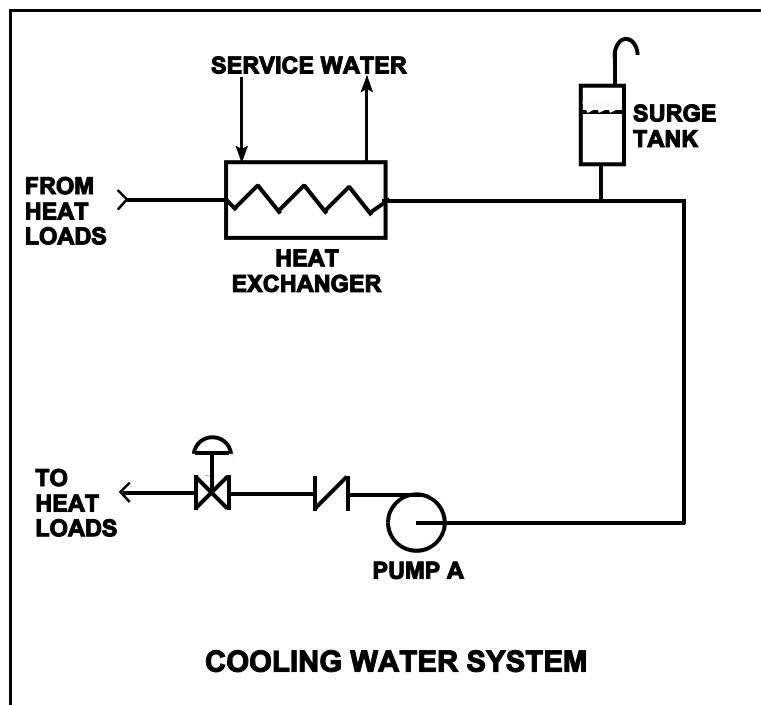 SERVICE WATER
SURGE
TANK
FROM
HEAT
LOADS
HEAT
EXCHANGER
TO
HEAT
LOADS
PUMP A
COOLING WATER SYSTEM